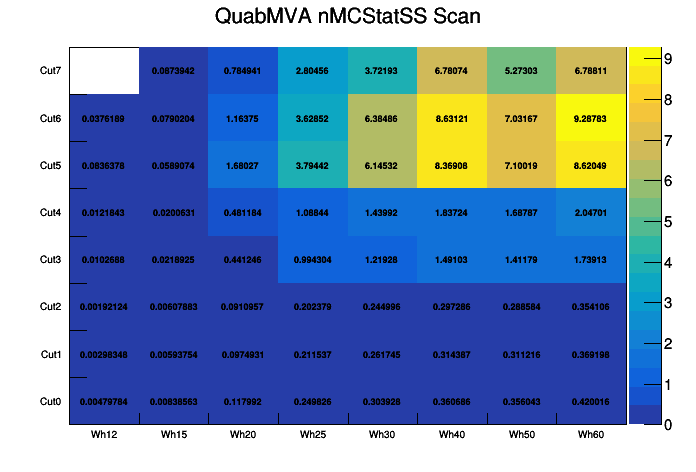 QuabMVA nMCStatSS Scan
Cut7 0.0873942 0.784941 2.80456 3.72193 6.78074 5.27303 6.78811
Cut6 0.0376189 0.0790204 1.16375 3.62852 6.38486 8.63121 7.03167 9.28783
Cut5 0.0836378 0.0589074 1.68027 3.79442 6.14532 8.36908 7.10019 8.62049
Cut4 0.0121843 0.0200631 0.481184 1.08844 1.43992 1.83724 1.68787 2.04701
Cut3 0.0102688 0.0218925 0.441246 0.994304 1.21928 1.49103 1.41179 1.73913
Cut2 0.00192124 0.00607883 0.0910957 0.202379 0.244996 0.297286 0.288584 0.354106
Cut1 0.00298348 0.00593754 0.0974931 0.211537 0.261745 0.314387 0.311216 0.369198
Cut0 0.00479784 0.00838563 0.117992 0.249826 0.303928 0.360686 0.356043 0.420016
Wh12 Wh15 Wh20 Wh25 Wh30 Wh40 Wh50 Wh60
9
8
7
6
5
4
3
2
1
0